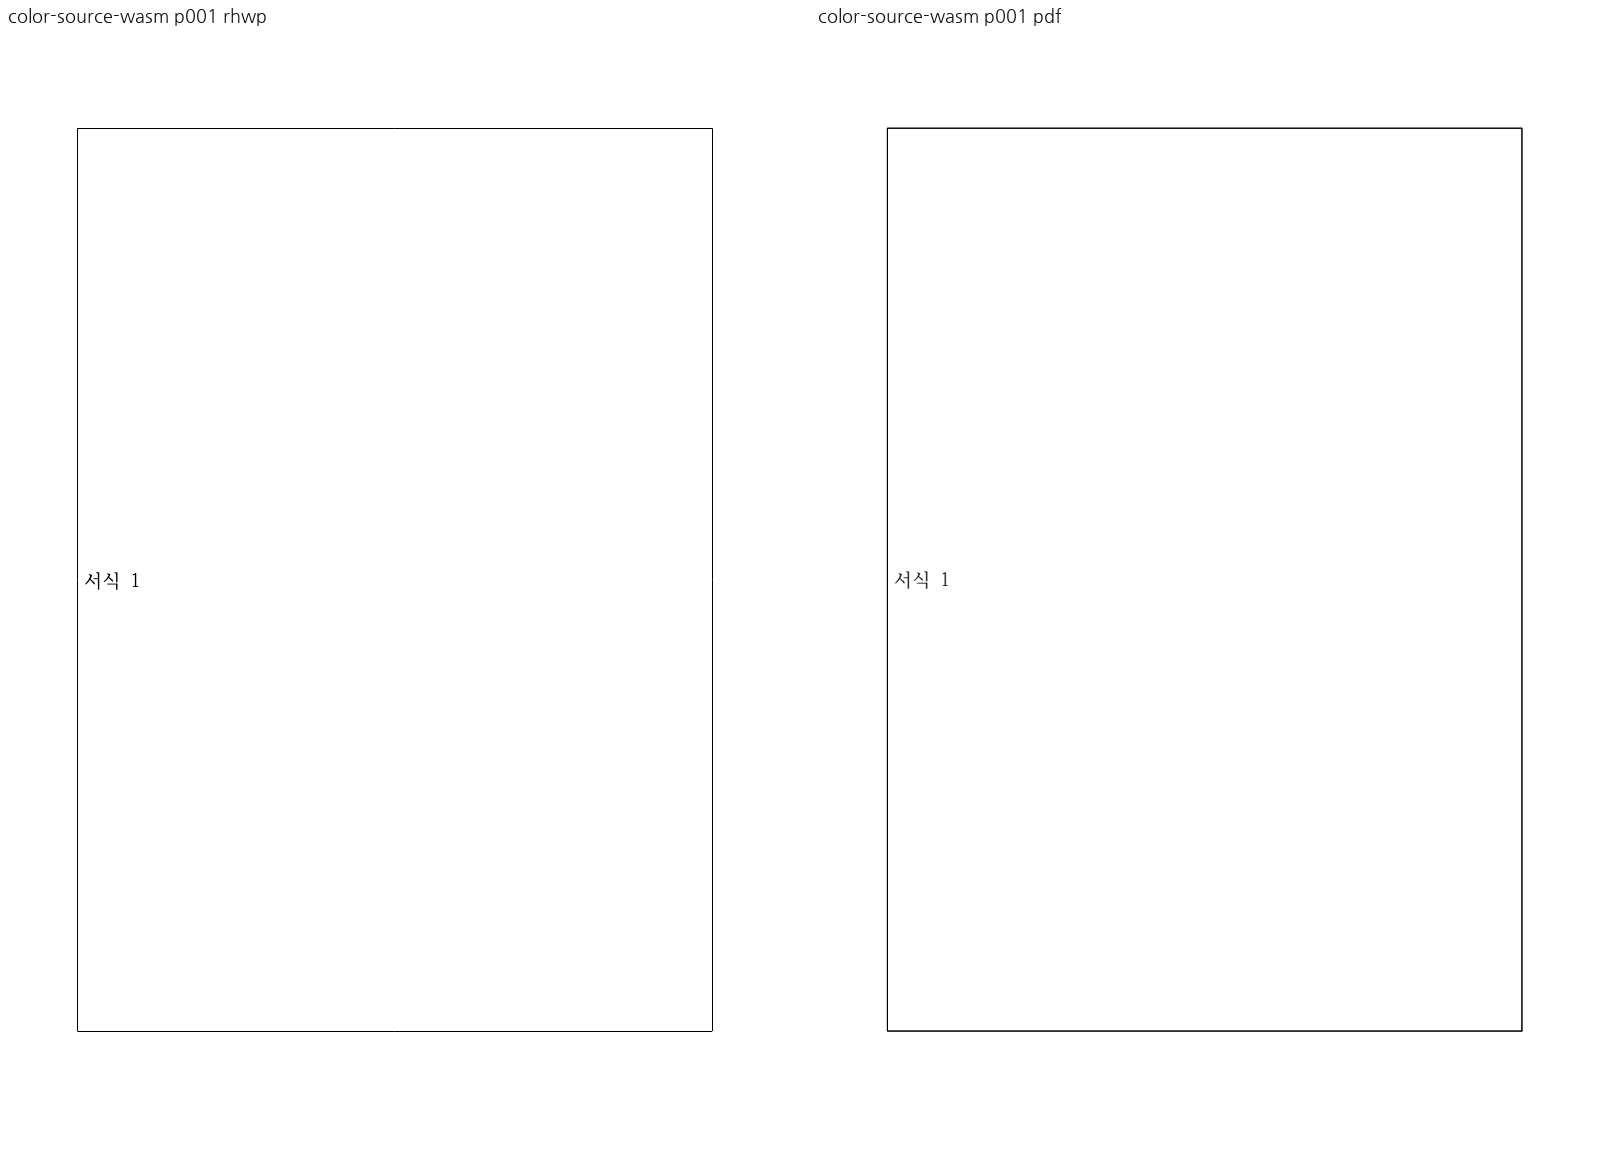 color-source-wasm p001 rhwp
color-source-wasm p001 pdf
서식 1
서식 1